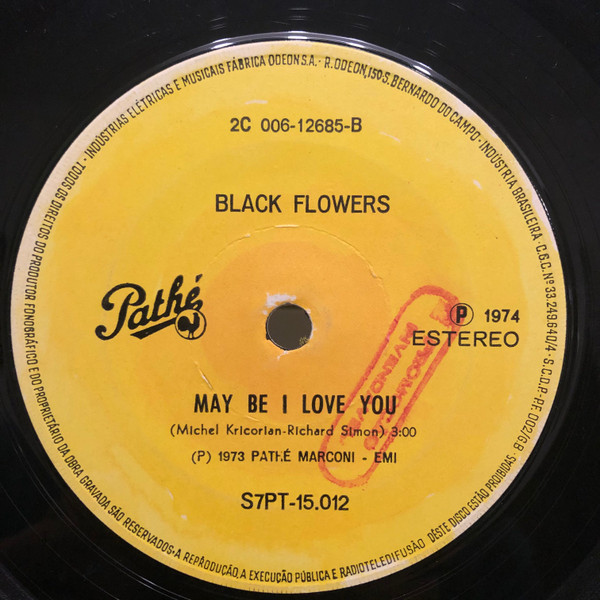 TODOS OS DIREITOS DO PRODUTOR FONOGRÁFICO E DO PROPRIETÁRIO DA OBRA GRAVADA SÃO RESERVADOS·A REPRODUÇÃO, A EXECUÇÃO PÚBLICA E RADIOTELEDIFUSÃO DÊSTE DISCO ESTÃO PROIBIDAS·
INDÚSTRIAS ELÉTRICAS E MUSICAIS FÁBRICA ODEON S.A. · R. ODEON, 150 · S. BERNARDO DO CAMPO · INDÚSTRIA BRASILEIRA · C.G.C. Nº 33.249.640/4 · S.C.D.P.-RE 002/G.B.
2C 006-12685-B
BLACK FLOWERS
Pathé
Ⓟ 1974
ESTEREO
MAY BE I LOVE YOU
(Michel Kricorian-Richard Simon) 3:00
(P) 1973 PATHÉ MARCONI - EMI
S7PT-15.012